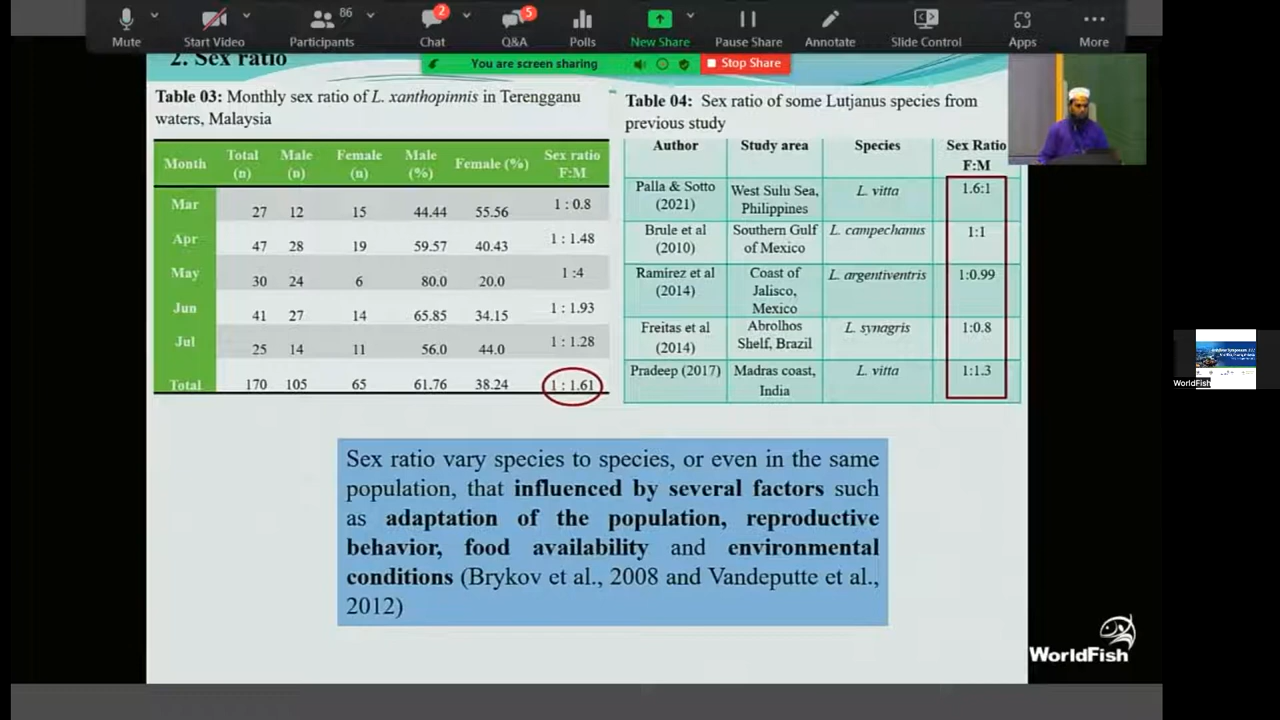 Mute
Start Video
Participants
86
Chat
2
Q&A
5
Polls
New Share
Pause Share
Annotate
Slide Control
Apps
More
You are screen sharing
Stop Share
2. Sex ratio
Table 03: Monthly sex ratio of L. xanthopinnis in Terengganu
waters, Malaysia
Month Total (n) Male (n) Female (n) Male (%) Female (%) Sex ratio F:M
Mar 27 12 15 44.44 55.56 1 : 0.8
Apr 47 28 19 59.57 40.43 1 : 1.48
May 30 24 6 80.0 20.0 1 :4
Jun 41 27 14 65.85 34.15 1 : 1.93
Jul 25 14 11 56.0 44.0 1 : 1.28
Total 170 105 65 61.76 38.24 1 : 1.61
Table 04: Sex ratio of some Lutjanus species from
previous study
Author Study area Species Sex Ratio F:M
Palla & Sotto (2021) West Sulu Sea, Philippines L. vitta 1.6:1
Brule et al (2010) Southern Gulf of Mexico L. campechanus 1:1
Ramirez et al (2014) Coast of Jalisco, Mexico L. argentiventris 1:0.99
Freitas et al (2014) Abrolhos Shelf, Brazil L. synagris 1:0.8
Pradeep (2017) Madras coast, India L. vitta 1:1.3
Sex ratio vary species to species, or even in the same
population, that influenced by several factors such
as adaptation of the population, reproductive
behavior, food availability and environmental
conditions (Brykov et al., 2008 and Vandeputte et al.,
2012)
WorldFish
WorldFish